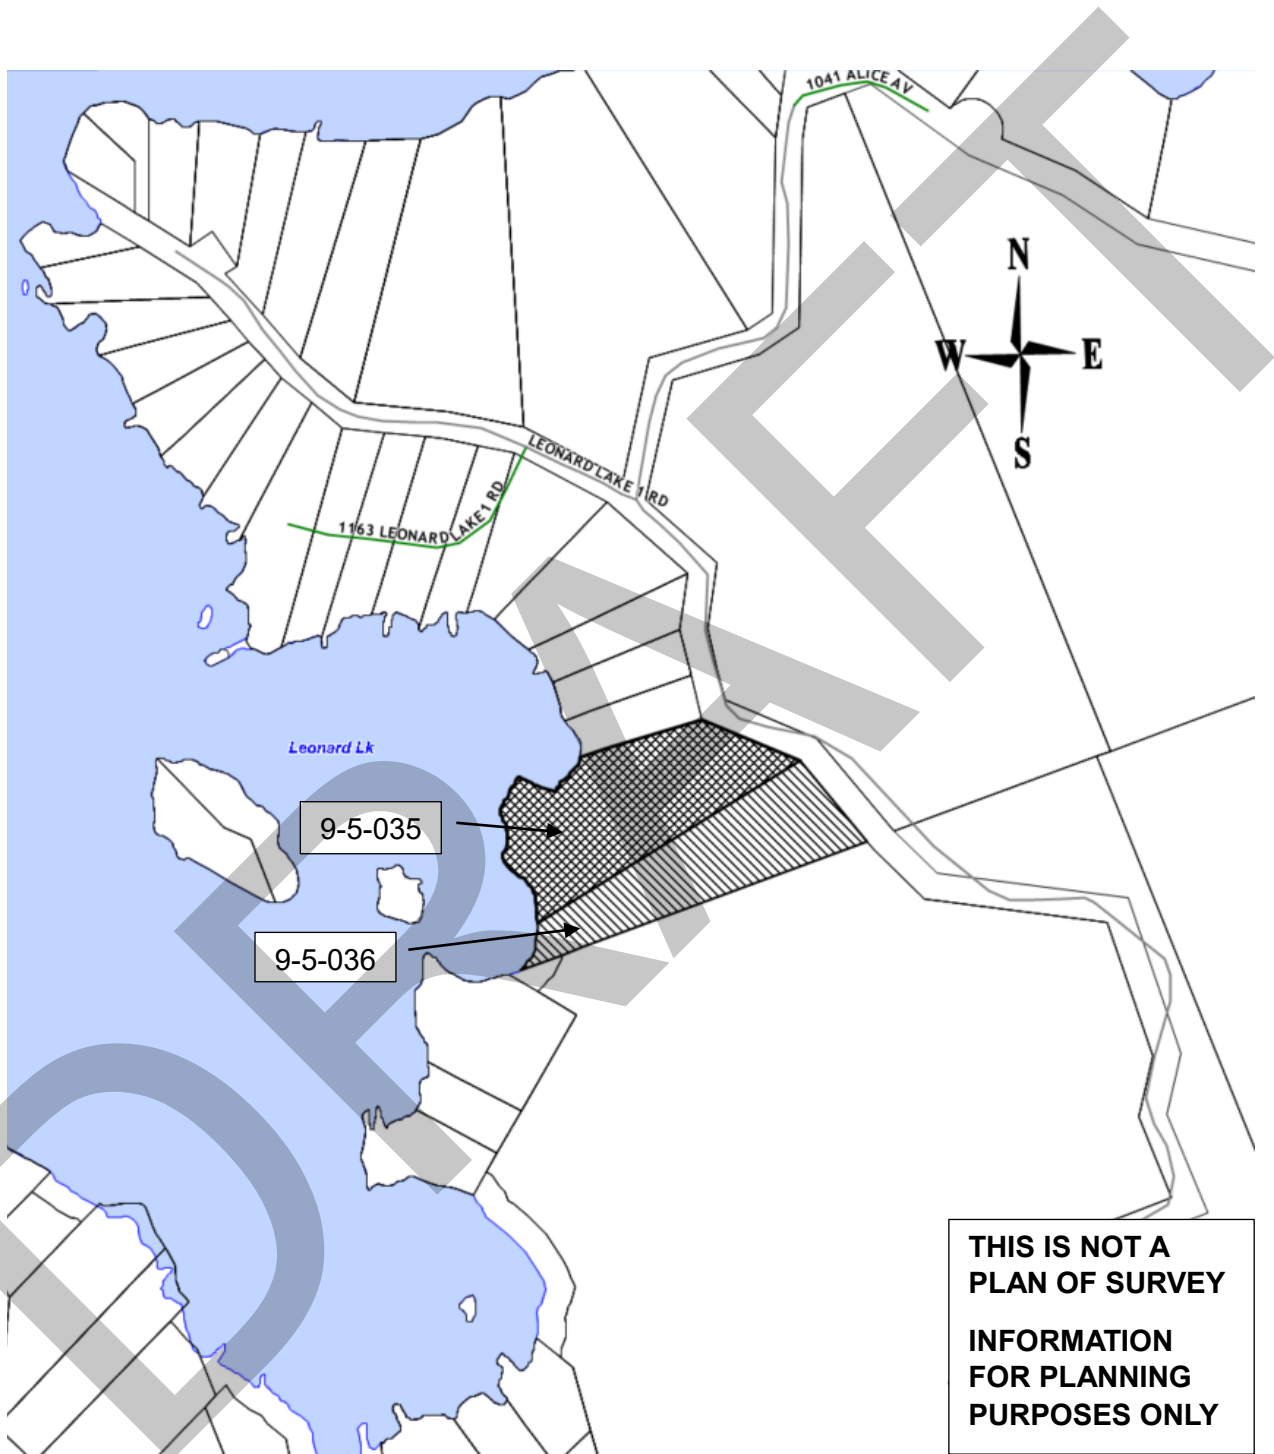 1041 ALICE AV
N
W E
S
LEONARD LAKE 1 RD
1163 LEONARD LAKE 1 RD
Leonard Lk
9-5-035
9-5-036
DRAFT
THIS IS NOT A
PLAN OF SURVEY
INFORMATION
FOR PLANNING
PURPOSES ONLY